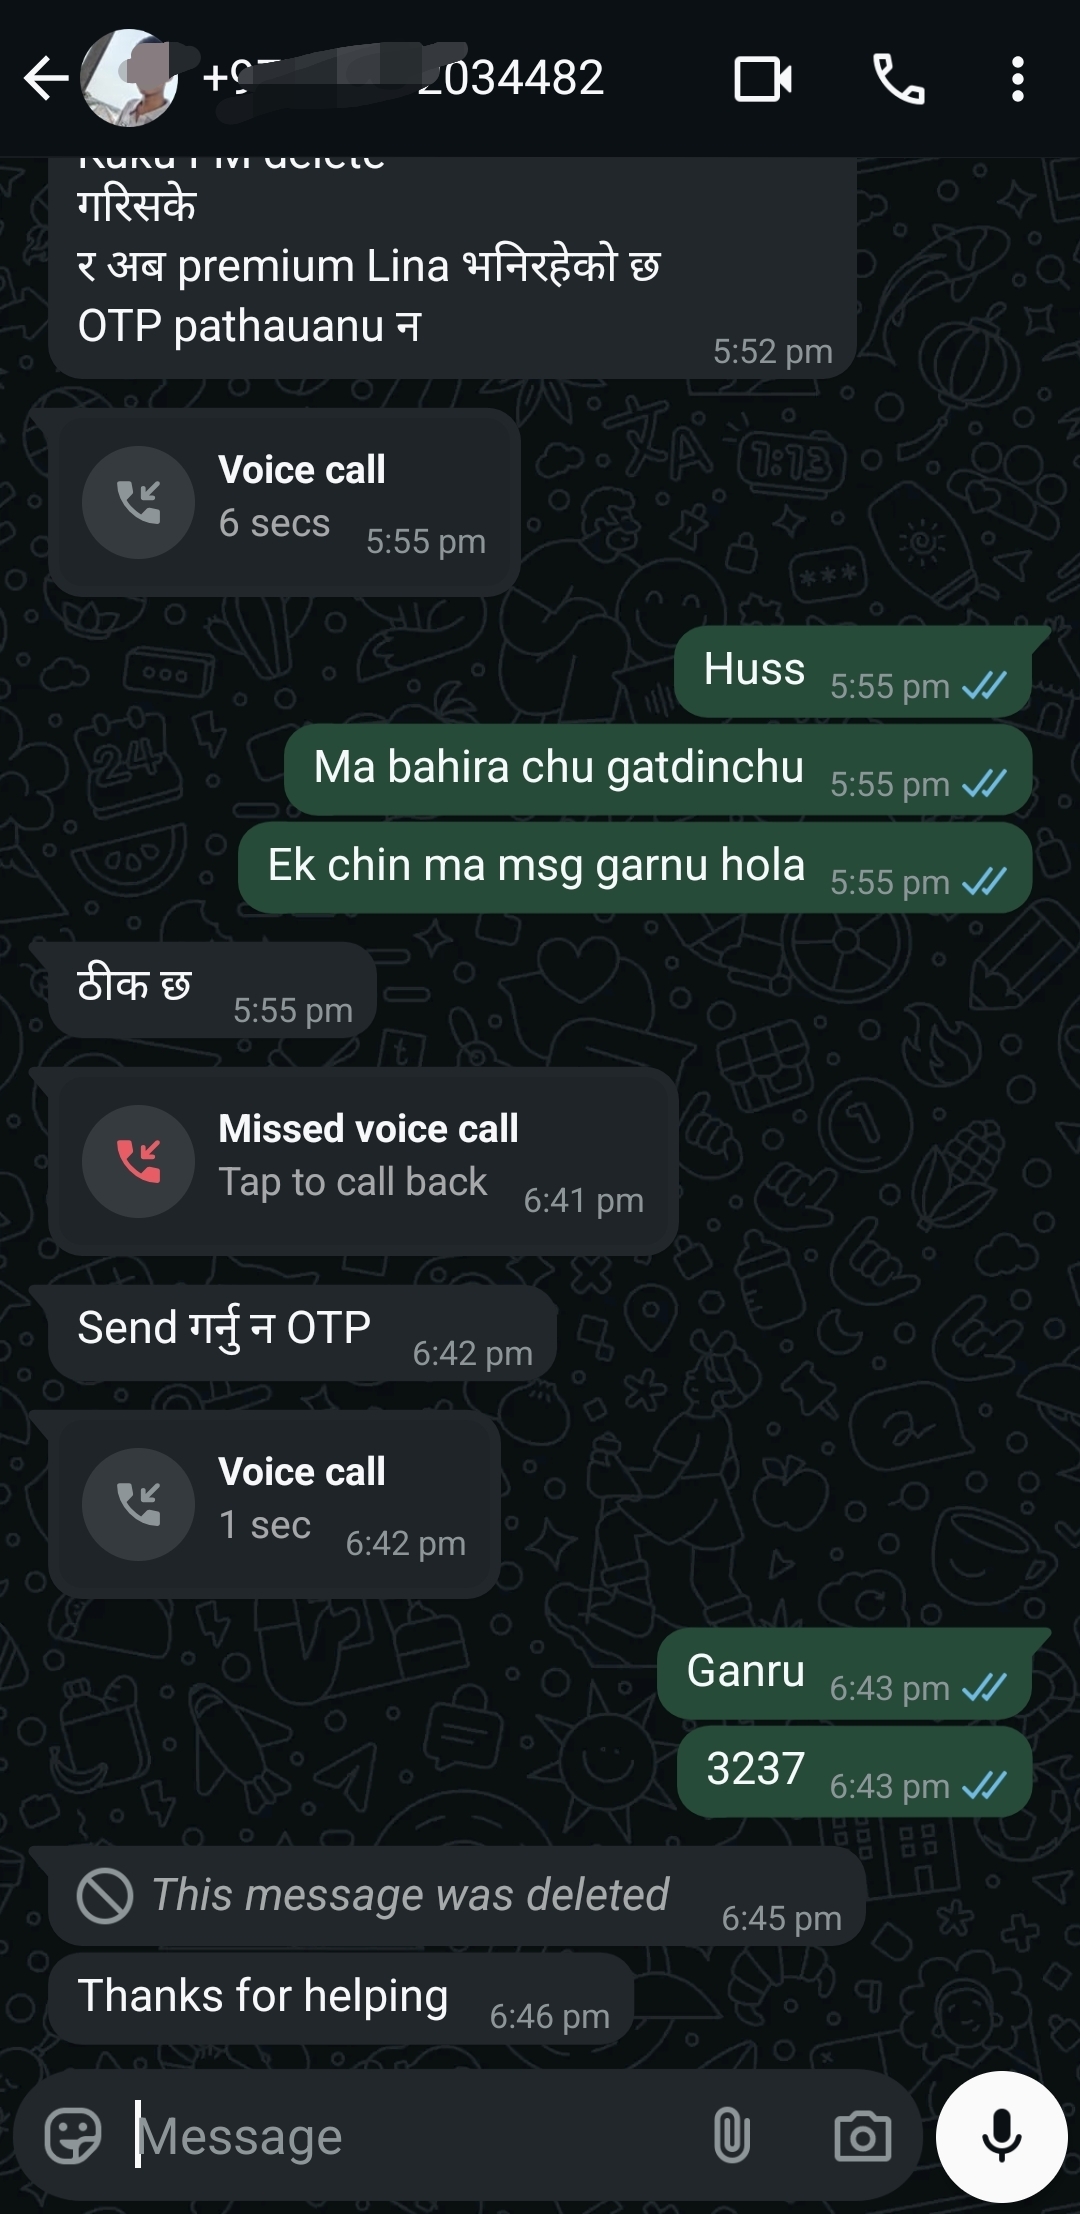 2034482
delete
गरिसके
र अब premium Lina भनिरहेको छ
OTP pathauanu न
5:52 pm
Voice call
6 secs 5:55 pm
Huss 5:55 pm
Ma bahira chu gatdinchu 5:55 pm
Ek chin ma msg garnu hola 5:55 pm
ठीक छ 5:55 pm
Missed voice call
Tap to call back 6:41 pm
Send गर्नु न OTP 6:42 pm
Voice call
1 sec 6:42 pm
Ganru 6:43 pm
3237 6:43 pm
This message was deleted 6:45 pm
Thanks for helping 6:46 pm
Message